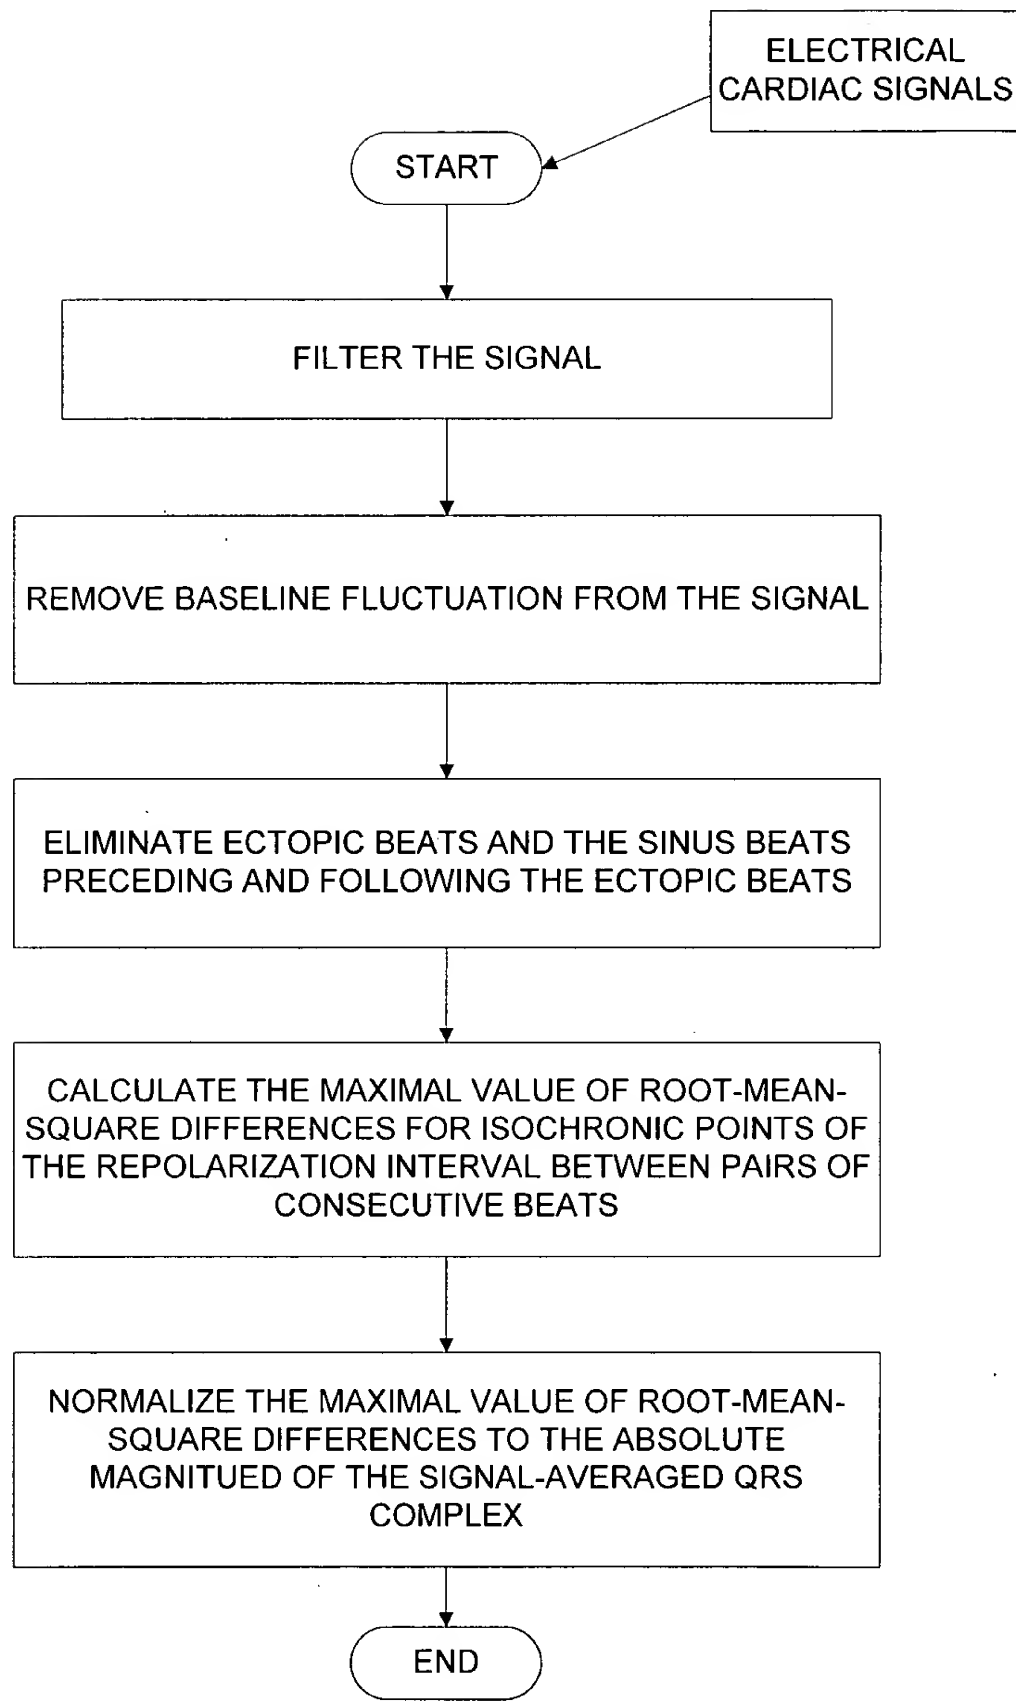 ELECTRICAL
CARDIAC SIGNALS
START
FILTER THE SIGNAL
REMOVE BASELINE FLUCTUATION FROM THE SIGNAL
ELIMINATE ECTOPIC BEATS AND THE SINUS BEATS
PRECEDING AND FOLLOWING THE ECTOPIC BEATS
CALCULATE THE MAXIMAL VALUE OF ROOT-MEAN-
SQUARE DIFFERENCES FOR ISOCHRONIC POINTS OF
THE REPOLARIZATION INTERVAL BETWEEN PAIRS OF
CONSECUTIVE BEATS
NORMALIZE THE MAXIMAL VALUE OF ROOT-MEAN-
SQUARE DIFFERENCES TO THE ABSOLUTE
MAGNITUED OF THE SIGNAL-AVERAGED QRS
COMPLEX
END